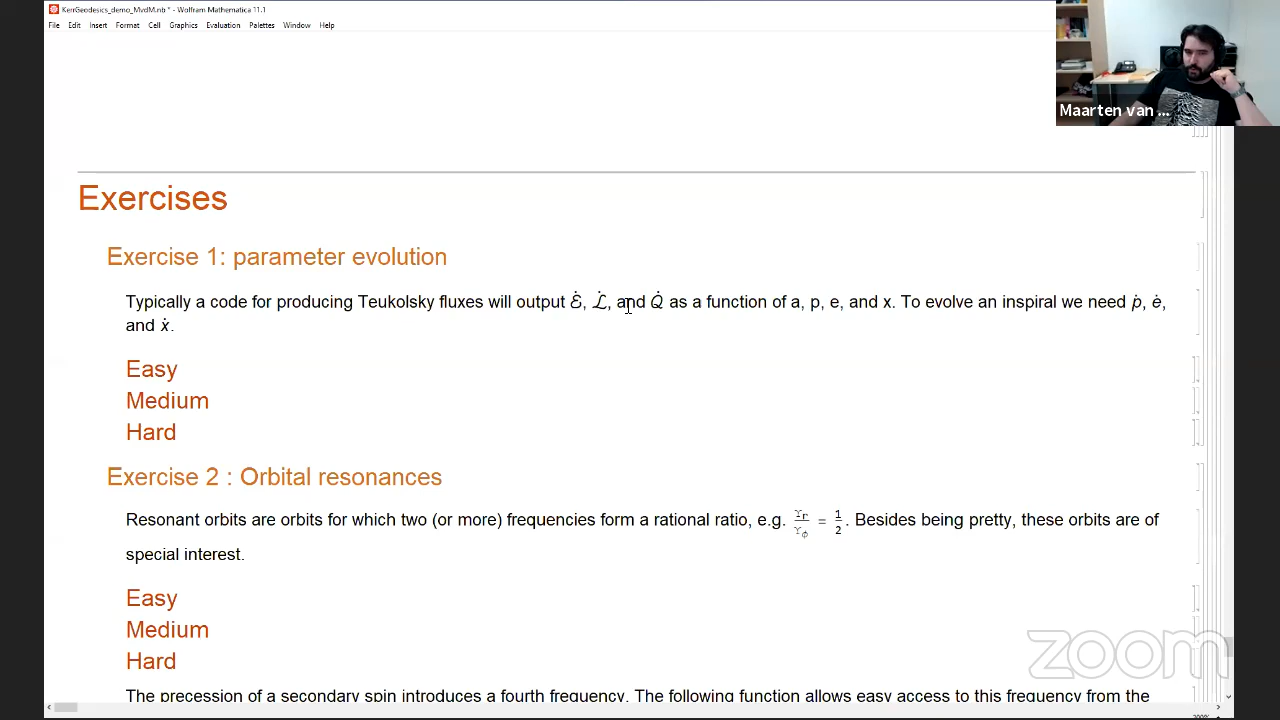 KerrGeodesics_demo_MvdM.nb * - Wolfram Mathematica 11.1
File Edit Insert Format Cell Graphics Evaluation Palettes Window Help
Maarten van ...
Exercises
Exercise 1: parameter evolution
Typically a code for producing Teukolsky fluxes will output ℰ̇, ℒ̇, and Q̇ as a function of a, p, e, and x. To evolve an inspiral we need ṗ, ė,
and ẋ.
Easy
Medium
Hard
Exercise 2 : Orbital resonances
Resonant orbits are orbits for which two (or more) frequencies form a rational ratio, e.g. ϒr/ϒϕ = 1/2. Besides being pretty, these orbits are of
special interest.
Easy
Medium
Hard
zoom
The precession of a secondary spin introduces a fourth frequency. The following function allows easy access to this frequency from the
200%